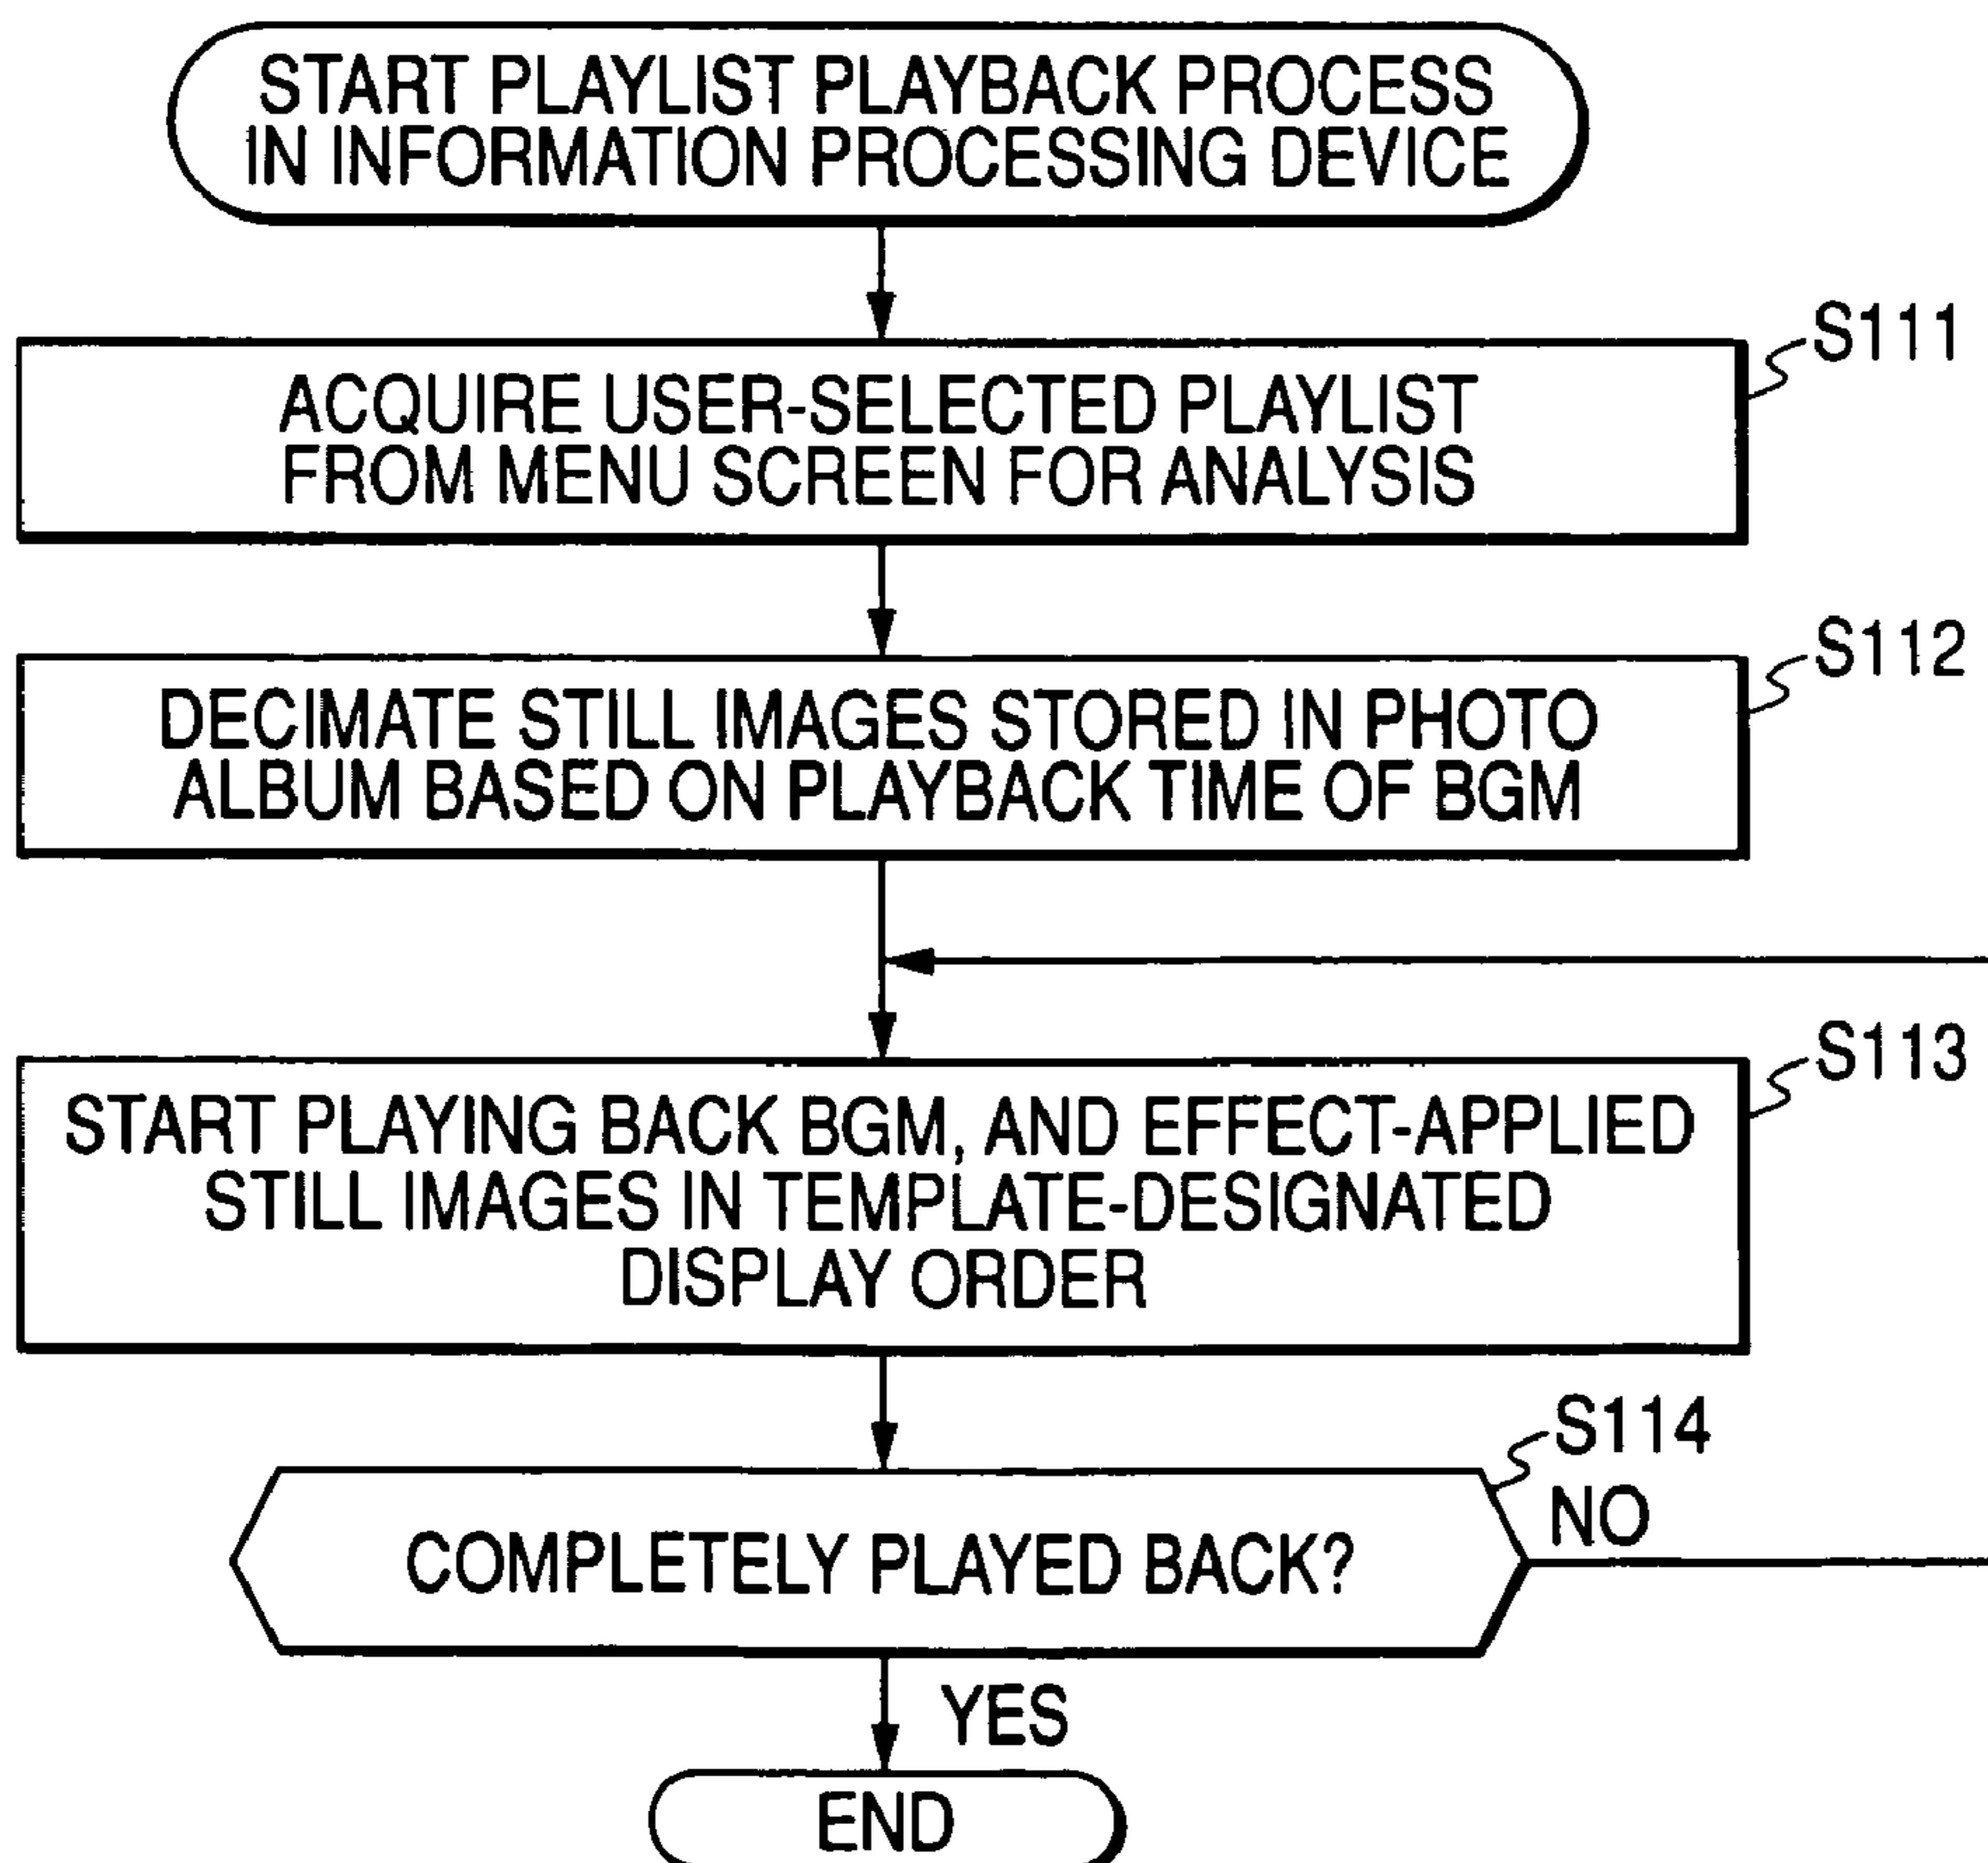 START PLAYLIST PLAYBACK PROCESS
IN INFORMATION PROCESSING DEVICE
S111
ACQUIRE USER-SELECTED PLAYLIST
FROM MENU SCREEN FOR ANALYSIS
S112
DECIMATE STILL IMAGES STORED IN PHOTO
ALBUM BASED ON PLAYBACK TIME OF BGM
S113
START PLAYING BACK BGM, AND EFFECT-APPLIED
STILL IMAGES IN TEMPLATE-DESIGNATED
DISPLAY ORDER
S114
NO
COMPLETELY PLAYED BACK?
YES
END